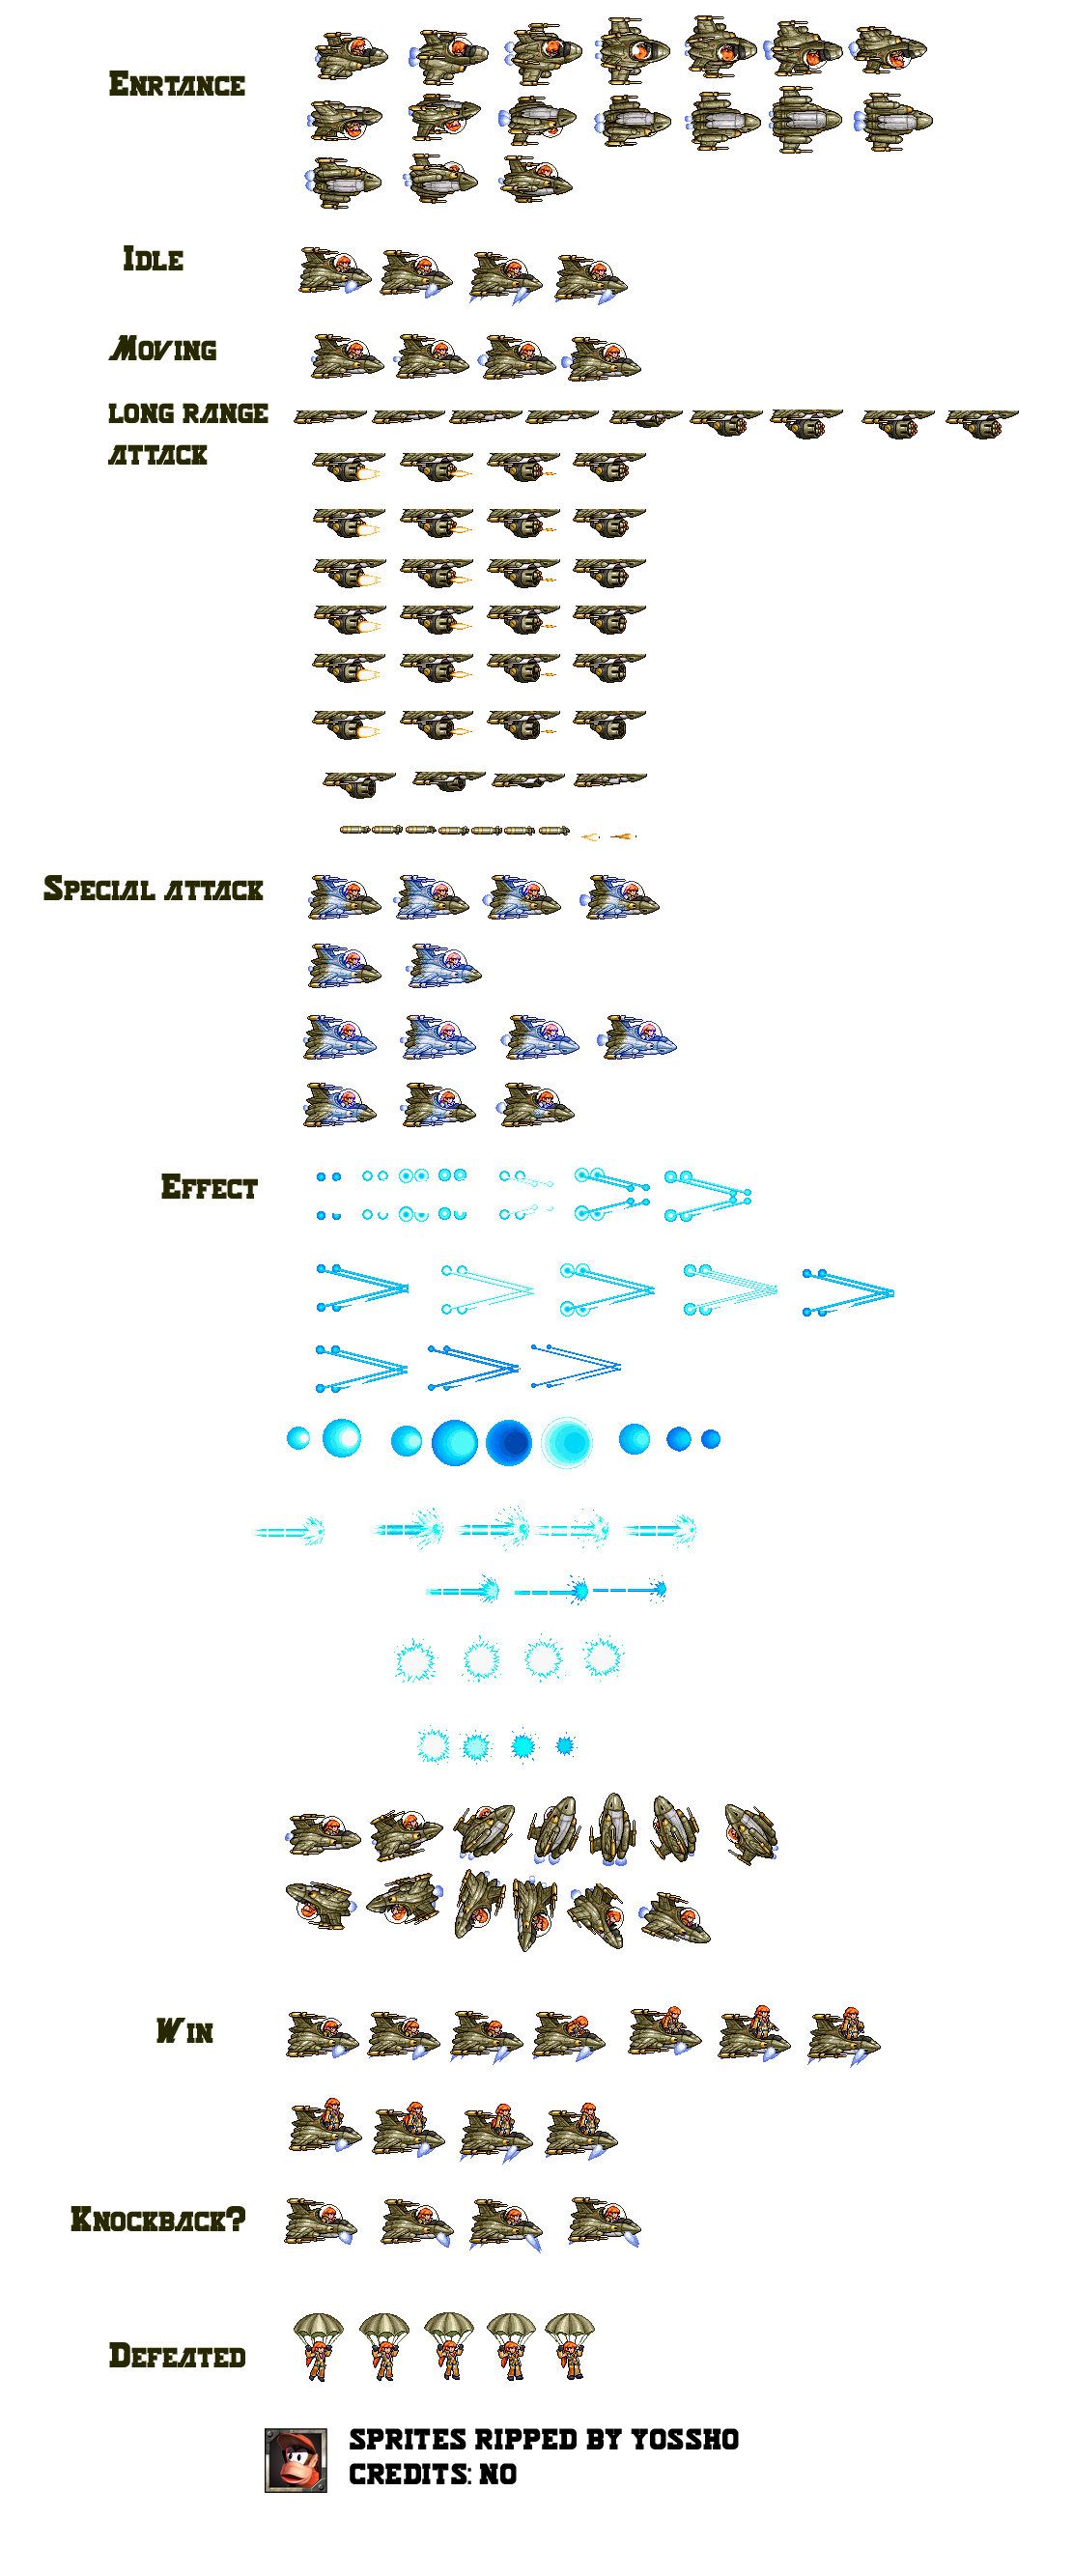 Enrtance
Idle
Moving
LONG RANGE
ATTACK
Special attack
Effect
Win
Knockback?
Defeated
SPRITES RIPPED BY YOSSHO
CREDITS: NO